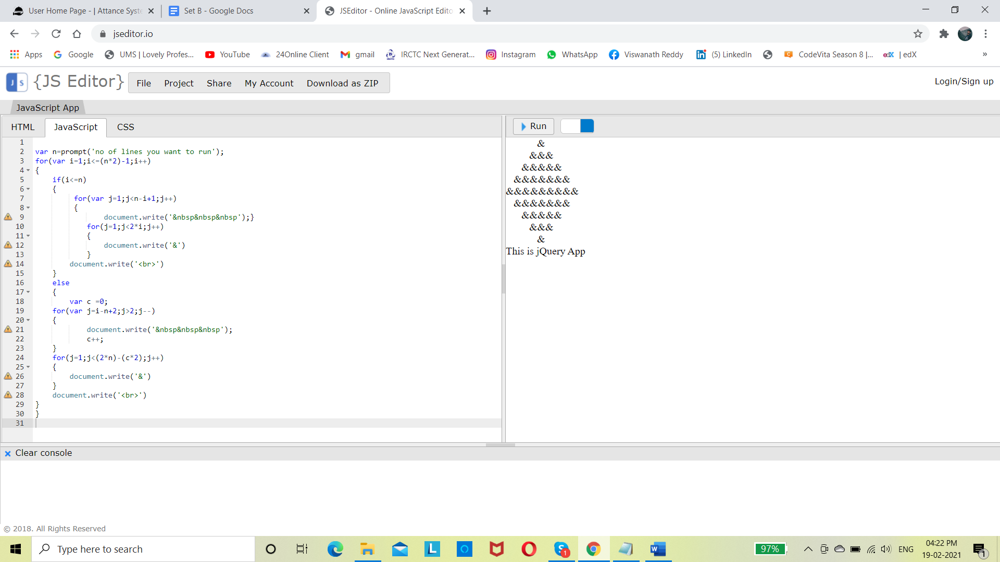 User Home Page - | Attance Syste
Set B - Google Docs
JSEditor - Online JavaScript Edito
jseditor.io
Apps
Google
UMS | Lovely Profes...
YouTube
24Online Client
gmail
IRCTC Next Generat...
Instagram
WhatsApp
Viswanath Reddy
(5) LinkedIn
CodeVita Season 8 |...
edX
| edX
»
JS
{JS Editor}
File
Project
Share
My Account
Download as ZIP
Login/Sign up
JavaScript App
HTML
JavaScript
CSS
Run
1
2 var n=prompt('no of lines you want to run');
3 for(var i=1;i<=(n*2)-1;i++)
4 {
5 if(i<=n)
6 {
7 for(var j=1;j<n-i+1;j++)
8 {
9 document.write('&nbsp&nbsp&nbsp');}
10 for(j=1;j<2*i;j++)
11 {
12 document.write('&')
13 }
14 document.write('<br>')
15 }
16 else
17 {
18 var c =0;
19 for(var j=i-n+2;j>2;j--)
20 {
21 document.write('&nbsp&nbsp&nbsp');
22 c++;
23 }
24 for(j=1;j<(2*n)-(c*2);j++)
25 {
26 document.write('&')
27 }
28 document.write('<br>')
29 }
30 }
31
&
&&&
&&&&&
&&&&&&&
&&&&&&&&&
&&&&&&&
&&&&&
&&&
&
This is jQuery App
Clear console
© 2018. All Rights Reserved
Type here to search
L
S
1
W
97%
ENG
04:22 PM
19-02-2021
1